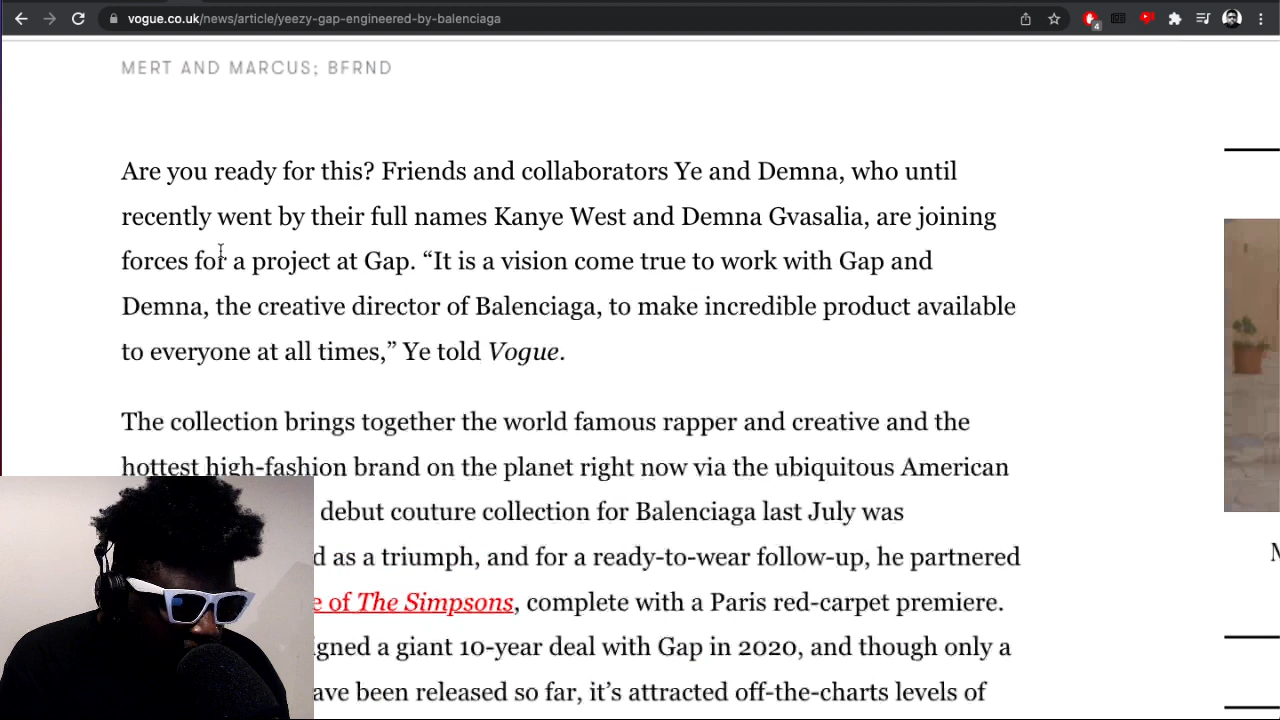 vogue.co.uk/news/article/yeezy-gap-engineered-by-balenciaga
4
MERT AND MARCUS; BFRND
Are you ready for this? Friends and collaborators Ye and Demna, who until
recently went by their full names Kanye West and Demna Gvasalia, are joining
forces for a project at Gap. “It is a vision come true to work with Gap and
Demna, the creative director of Balenciaga, to make incredible product available
to everyone at all times,” Ye told Vogue.
The collection brings together the world famous rapper and creative and the
hottest high-fashion brand on the planet right now via the ubiquitous American
debut couture collection for Balenciaga last July was
d as a triumph, and for a ready-to-wear follow-up, he partnered
e of The Simpsons, complete with a Paris red-carpet premiere.
igned a giant 10-year deal with Gap in 2020, and though only a
ave been released so far, it’s attracted off-the-charts levels of